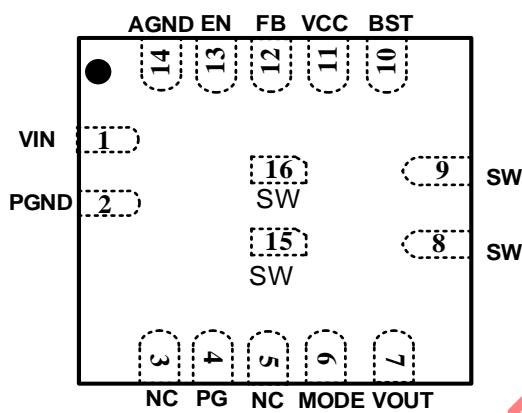 AGND EN FB VCC BST
14 13 12 11 10
VIN 1
16 9 SW
SW
PGND 2
15 8 SW
SW
3 4 5 6 7
NC PG NC MODE VOUT